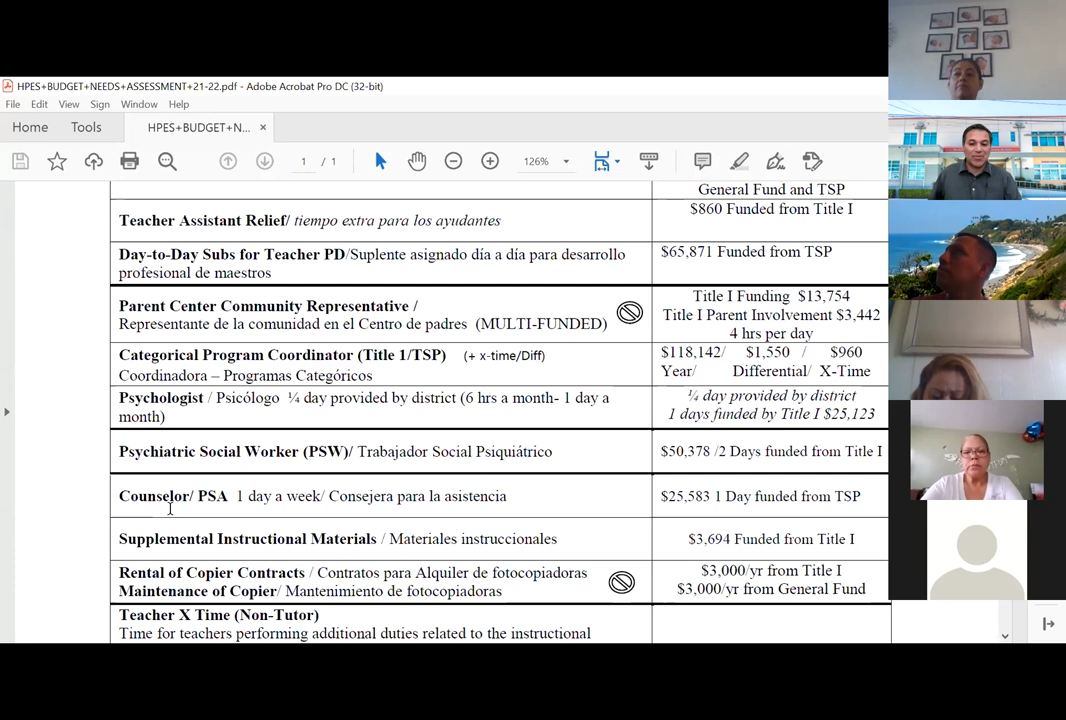 HPES+BUDGET+NEEDS+ASSESSMENT+21-22.pdf - Adobe Acrobat Pro DC (32-bit)
File Edit View Sign Window Help
Home Tools HPES+BUDGET+N... ×
1 / 1 126%
General Fund and TSP
Teacher Assistant Relief/ tiempo extra para los ayudantes
$860 Funded from Title I
Day-to-Day Subs for Teacher PD/Suplente asignado día a día para desarrollo
profesional de maestros
$65,871 Funded from TSP
Parent Center Community Representative /
Representante de la comunidad en el Centro de padres (MULTI-FUNDED)
Title I Funding $13,754
Title I Parent Involvement $3,442
4 hrs per day
Categorical Program Coordinator (Title 1/TSP) (+ x-time/Diff)
Coordinadora – Programas Categóricos
$118,142/ $1,550 / $960
Year/ Differential/ X-Time
Psychologist / Psicólogo ¼ day provided by district (6 hrs a month- 1 day a
month)
¼ day provided by district
1 days funded by Title I $25,123
Psychiatric Social Worker (PSW)/ Trabajador Social Psiquiátrico
$50,378 /2 Days funded from Title I
Counselor/ PSA 1 day a week/ Consejera para la asistencia
$25,583 1 Day funded from TSP
Supplemental Instructional Materials / Materiales instruccionales
$3,694 Funded from Title I
Rental of Copier Contracts / Contratos para Alquiler de fotocopiadoras
Maintenance of Copier/ Mantenimiento de fotocopiadoras
$3,000/yr from Title I
$3,000/yr from General Fund
Teacher X Time (Non-Tutor)
Time for teachers performing additional duties related to the instructional